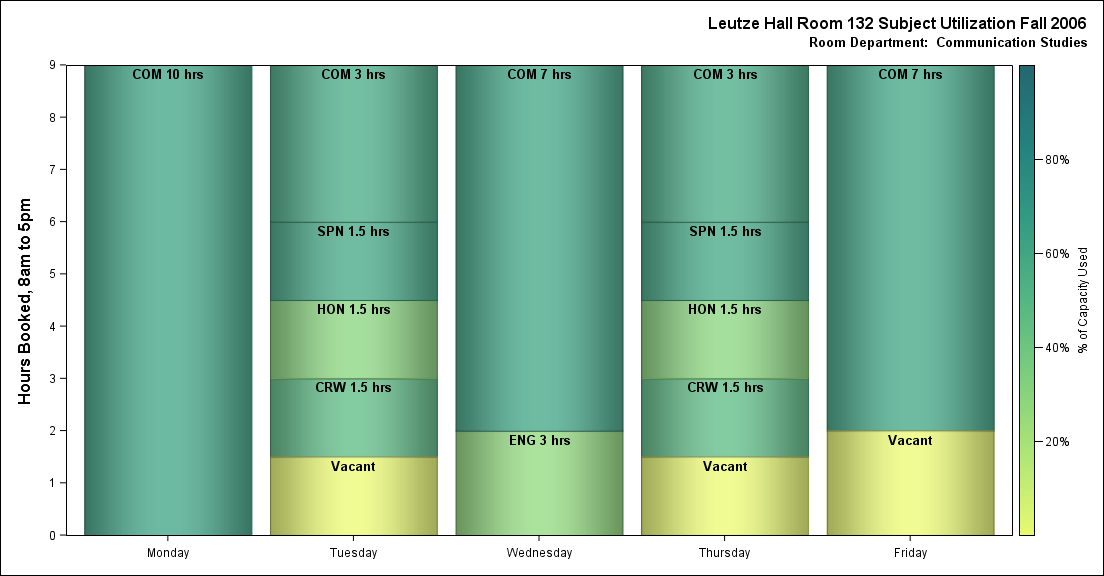 Leutze Hall Room 132 Subject Utilization Fall 2006
Room Department:  Communication Studies
Hours Booked, 8am to 5pm
9
8
7
6
5
4
3
2
1
0
COM 10 hrs
COM 3 hrs
SPN 1.5 hrs
HON 1.5 hrs
CRW 1.5 hrs
Vacant
COM 7 hrs
ENG 3 hrs
COM 3 hrs
SPN 1.5 hrs
HON 1.5 hrs
CRW 1.5 hrs
Vacant
COM 7 hrs
Vacant
Monday
Tuesday
Wednesday
Thursday
Friday
80%
60%
40%
20%
% of Capacity Used